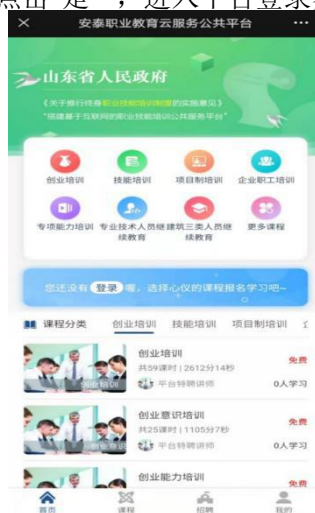 点击"是"，进入平台登录
安泰职业教育云服务公共平台
山东省人民政府
《关于推行终身职业技能培训制度的实施意见》
"搭建基于互联网的职业技能培训公共服务平台"
创业培训 技能培训 项目制培训 企业职工培训
专项能力培训 专业技术人员继续教育 建筑三类人员继续教育 更多课程
您还没有 登录 喔，选择心仪的课程报名学习吧~
课程分类 创业培训 技能培训 项目制培训
创业培训
创业培训
共59课时|2612分14秒
免费
平台特聘讲师
0人学习
创业意识培训
创业意识培训
共25课时|1105分7秒
免费
平台特聘讲师
0人学习
创业能力培训
免费
首页 课程 招聘 我的